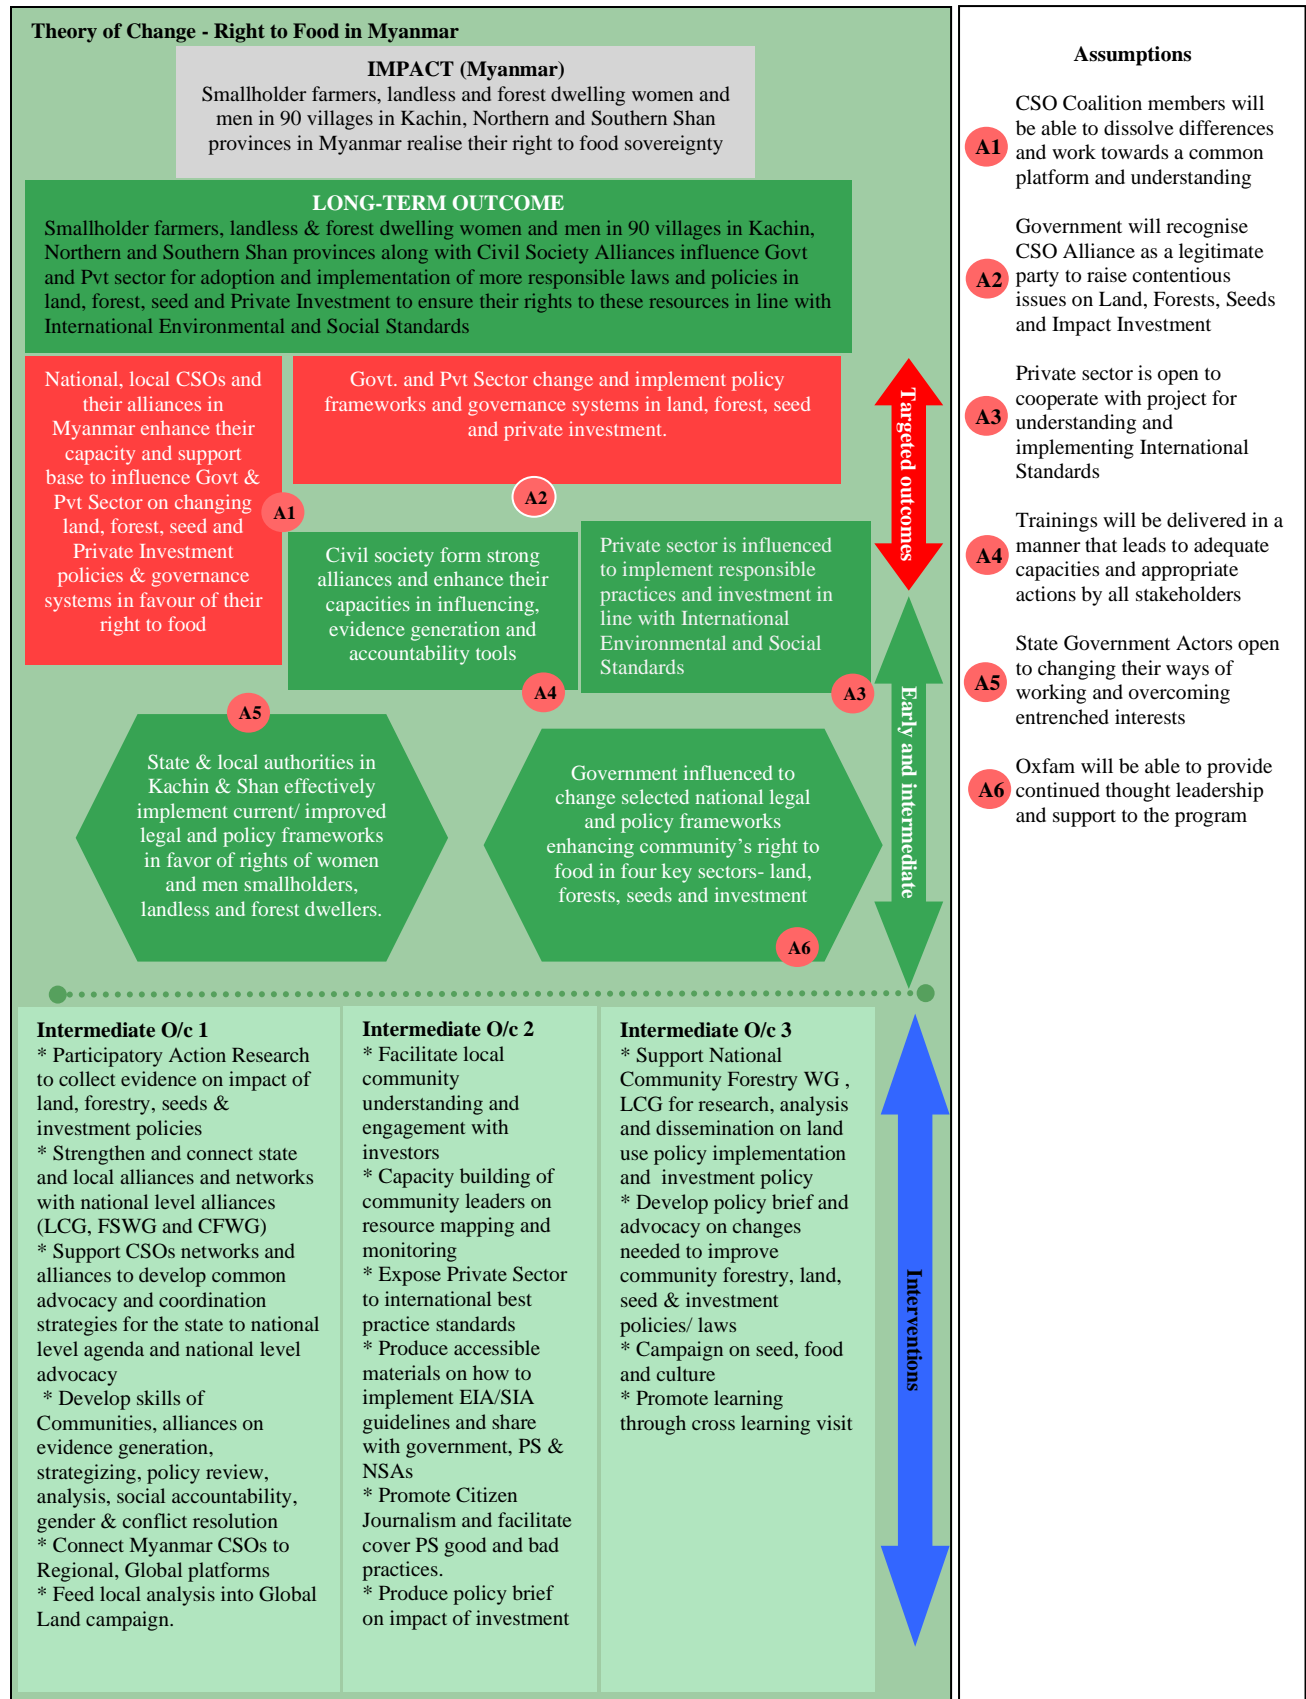 Theory of Change - Right to Food in Myanmar
IMPACT (Myanmar)
Smallholder farmers, landless and forest dwelling women and
men in 90 villages in Kachin, Northern and Southern Shan
provinces in Myanmar realise their right to food sovereignty
LONG-TERM OUTCOME
Smallholder farmers, landless & forest dwelling women and men in 90 villages in Kachin,
Northern and Southern Shan provinces along with Civil Society Alliances influence Govt
and Pvt sector for adoption and implementation of more responsible laws and policies in
land, forest, seed and Private Investment to ensure their rights to these resources in line with
International Environmental and Social Standards
National, local CSOs and
their alliances in
Myanmar enhance their
capacity and support
base to influence Govt &
Pvt Sector on changing
land, forest, seed and
Private Investment
policies & governance
systems in favour of their
right to food
A1
Govt. and Pvt Sector change and implement policy
frameworks and governance systems in land, forest, seed
and private investment.
A2
Targeted outcomes
Civil society form strong
alliances and enhance their
capacities in influencing,
evidence generation and
accountability tools
A4
Private sector is influenced
to implement responsible
practices and investment in
line with International
Environmental and Social
Standards
A3
Early and intermediate
A5
State & local authorities in
Kachin & Shan effectively
implement current/ improved
legal and policy frameworks
in favor of rights of women
and men smallholders,
landless and forest dwellers.
Government influenced to
change selected national legal
and policy frameworks
enhancing community's right to
food in four key sectors- land,
forests, seeds and investment
A6
Intermediate O/c 1
* Participatory Action Research
to collect evidence on impact of
land, forestry, seeds &
investment policies
* Strengthen and connect state
and local alliances and networks
with national level alliances
(LCG, FSWG and CFWG)
* Support CSOs networks and
alliances to develop common
advocacy and coordination
strategies for the state to national
level agenda and national level
advocacy
* Develop skills of
Communities, alliances on
evidence generation,
strategizing, policy review,
analysis, social accountability,
gender & conflict resolution
* Connect Myanmar CSOs to
Regional, Global platforms
* Feed local analysis into Global
Land campaign.
Intermediate O/c 2
* Facilitate local
community
understanding and
engagement with
investors
* Capacity building of
community leaders on
resource mapping and
monitoring
* Expose Private Sector
to international best
practice standards
* Produce accessible
materials on how to
implement EIA/SIA
guidelines and share
with government, PS &
NSAs
* Promote Citizen
Journalism and facilitate
cover PS good and bad
practices.
* Produce policy brief
on impact of investment
Intermediate O/c 3
* Support National
Community Forestry WG ,
LCG for research, analysis
and dissemination on land
use policy implementation
and investment policy
* Develop policy brief and
advocacy on changes
needed to improve
community forestry, land,
seed & investment
policies/ laws
* Campaign on seed, food
and culture
* Promote learning
through cross learning visit
Interventions
Assumptions
A1
CSO Coalition members will
be able to dissolve differences
and work towards a common
platform and understanding
A2
Government will recognise
CSO Alliance as a legitimate
party to raise contentious
issues on Land, Forests, Seeds
and Impact Investment
A3
Private sector is open to
cooperate with project for
understanding and
implementing International
Standards
A4
Trainings will be delivered in a
manner that leads to adequate
capacities and appropriate
actions by all stakeholders
A5
State Government Actors open
to changing their ways of
working and overcoming
entrenched interests
A6
Oxfam will be able to provide
continued thought leadership
and support to the program